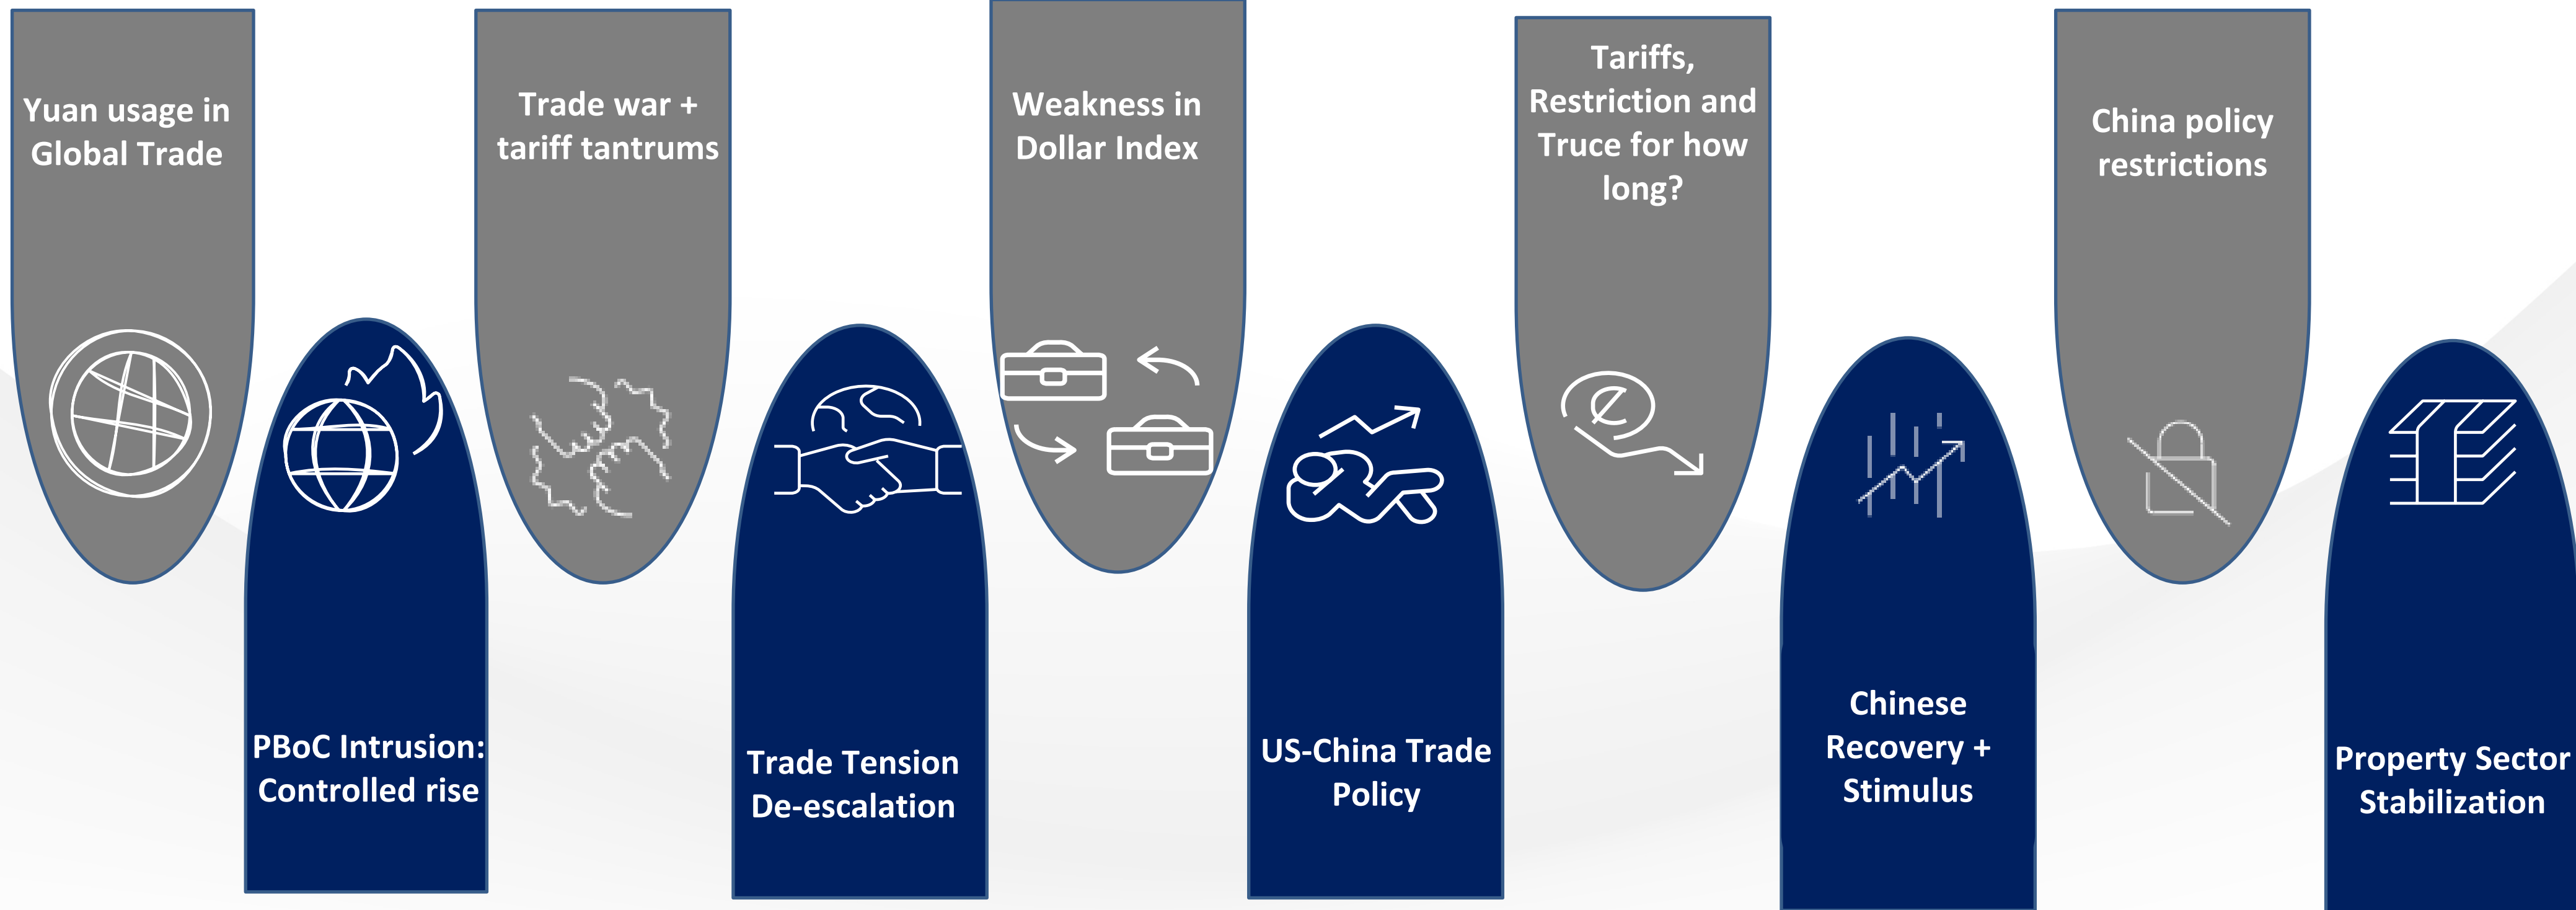 Yuan usage in
Global Trade
PBoC Intrusion:
Controlled rise
Trade war +
tariff tantrums
Trade Tension
De-escalation
Weakness in
Dollar Index
US-China Trade
Policy
Tariffs,
Restriction and
Truce for how
long?
Chinese
Recovery +
Stimulus
China policy
restrictions
Property Sector
Stabilization